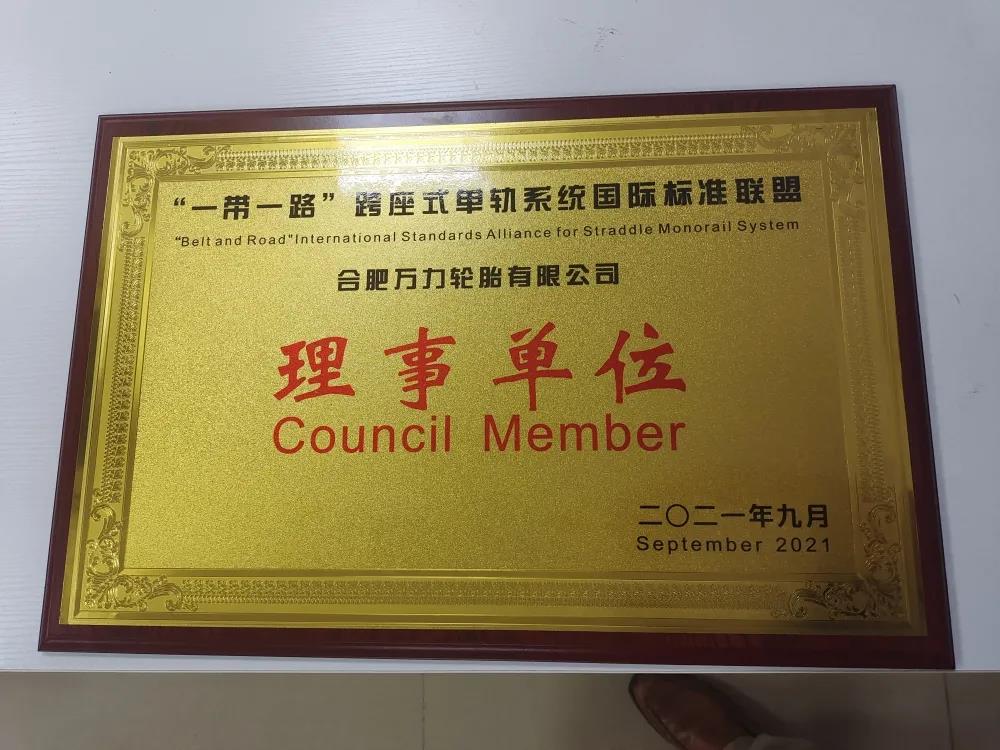 “一带一路”跨座式单轨系统国际标准联盟
"Belt and Road"International Standards Alliance for Straddle Monorail System
合肥万力轮胎有限公司
理事单位
Council Member
二〇二一年九月
September 2021